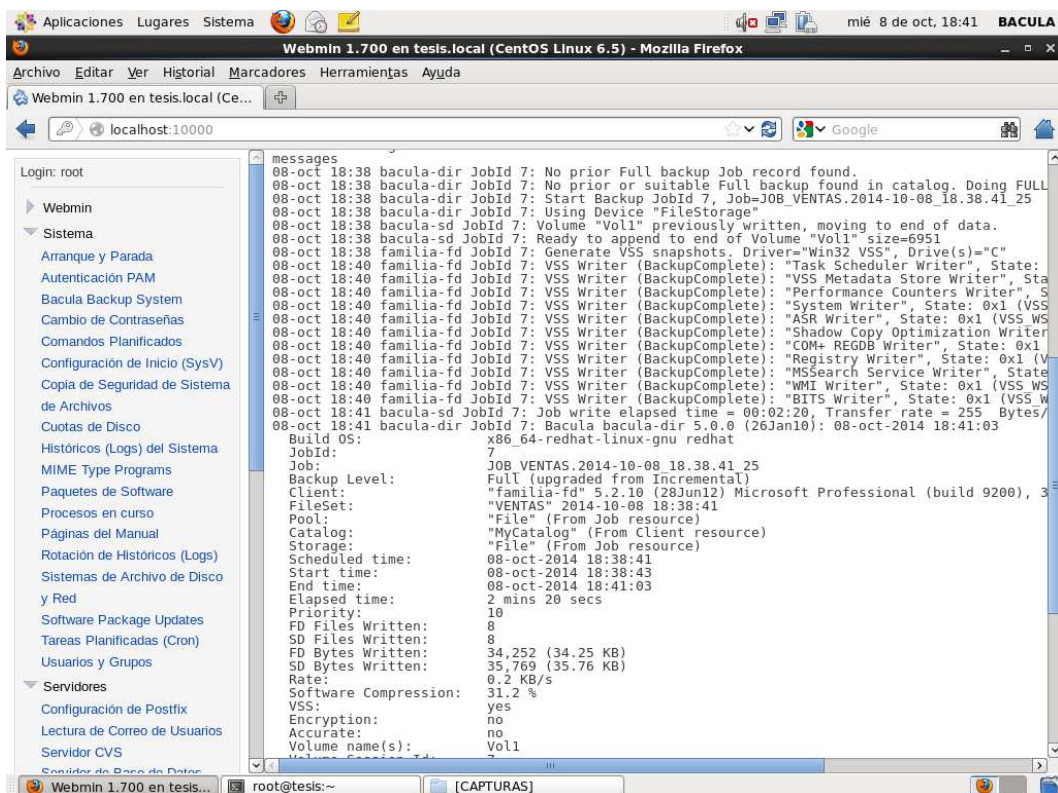 Aplicaciones Lugares Sistema mié 8 de oct, 18:41 BACULA
Webmin 1.700 en tesis.local (CentOS Linux 6.5) - Mozilla Firefox
Archivo Editar Ver Historial Marcadores Herramientas Ayuda
Webmin 1.700 en tesis.local (Ce...
localhost:10000 Google
Login: root
Webmin
Sistema
Arranque y Parada
Autenticación PAM
Bacula Backup System
Cambio de Contraseñas
Comandos Planificados
Configuración de Inicio (SysV)
Copia de Seguridad de Sistema
de Archivos
Cuotas de Disco
Históricos (Logs) del Sistema
MIME Type Programs
Paquetes de Software
Procesos en curso
Páginas del Manual
Rotación de Históricos (Logs)
Sistemas de Archivo de Disco
y Red
Software Package Updates
Tareas Planificadas (Cron)
Usuarios y Grupos
Servidores
Configuración de Postfix
Lectura de Correo de Usuarios
Servidor CVS
Servidor de Base de Datos
messages
08-oct 18:38 bacula-dir JobId 7: No prior Full backup Job record found.
08-oct 18:38 bacula-dir JobId 7: No prior or suitable Full backup found in catalog. Doing FULL
08-oct 18:38 bacula-dir JobId 7: Start Backup JobId 7, Job=JOB_VENTAS.2014-10-08_18.38.41_25
08-oct 18:38 bacula-dir JobId 7: Using Device "FileStorage"
08-oct 18:38 bacula-sd JobId 7: Volume "Vol1" previously written, moving to end of data.
08-oct 18:38 bacula-sd JobId 7: Ready to append to end of Volume "Vol1" size=6951
08-oct 18:38 familia-fd JobId 7: Generate VSS snapshots. Driver="Win32 VSS", Drive(s)="C"
08-oct 18:40 familia-fd JobId 7: VSS Writer (BackupComplete): "Task Scheduler Writer", State:
08-oct 18:40 familia-fd JobId 7: VSS Writer (BackupComplete): "VSS Metadata Store Writer", Sta
08-oct 18:40 familia-fd JobId 7: VSS Writer (BackupComplete): "Performance Counters Writer", S
08-oct 18:40 familia-fd JobId 7: VSS Writer (BackupComplete): "System Writer", State: 0x1 (VSS
08-oct 18:40 familia-fd JobId 7: VSS Writer (BackupComplete): "ASR Writer", State: 0x1 (VSS_WS
08-oct 18:40 familia-fd JobId 7: VSS Writer (BackupComplete): "Shadow Copy Optimization Writer
08-oct 18:40 familia-fd JobId 7: VSS Writer (BackupComplete): "COM+ REGDB Writer", State: 0x1
08-oct 18:40 familia-fd JobId 7: VSS Writer (BackupComplete): "Registry Writer", State: 0x1 (V
08-oct 18:40 familia-fd JobId 7: VSS Writer (BackupComplete): "MSSearch Service Writer", State
08-oct 18:40 familia-fd JobId 7: VSS Writer (BackupComplete): "WMI Writer", State: 0x1 (VSS_WS
08-oct 18:40 familia-fd JobId 7: VSS Writer (BackupComplete): "BITS Writer", State: 0x1 (VSS_W
08-oct 18:41 bacula-sd JobId 7: Job write elapsed time = 00:02:20, Transfer rate = 255 Bytes/
08-oct 18:41 bacula-dir JobId 7: Bacula bacula-dir 5.0.0 (26Jan10): 08-oct-2014 18:41:03
Build OS: x86_64-redhat-linux-gnu redhat
JobId: 7
Job: JOB_VENTAS.2014-10-08_18.38.41_25
Backup Level: Full (upgraded from Incremental)
Client: "familia-fd" 5.2.10 (28Jun12) Microsoft Professional (build 9200), 3
FileSet: "VENTAS" 2014-10-08 18:38:41
Pool: "File" (From Job resource)
Catalog: "MyCatalog" (From Client resource)
Storage: "File" (From Job resource)
Scheduled time: 08-oct-2014 18:38:41
Start time: 08-oct-2014 18:38:43
End time: 08-oct-2014 18:41:03
Elapsed time: 2 mins 20 secs
Priority: 10
FD Files Written: 8
SD Files Written: 8
FD Bytes Written: 34,252 (34.25 KB)
SD Bytes Written: 35,769 (35.76 KB)
Rate: 0.2 KB/s
Software Compression: 31.2 %
VSS: yes
Encryption: no
Accurate: no
Volume name(s): Vol1
Volume Session Id: 7
Webmin 1.700 en tesis... root@tesis:~ [CAPTURAS]